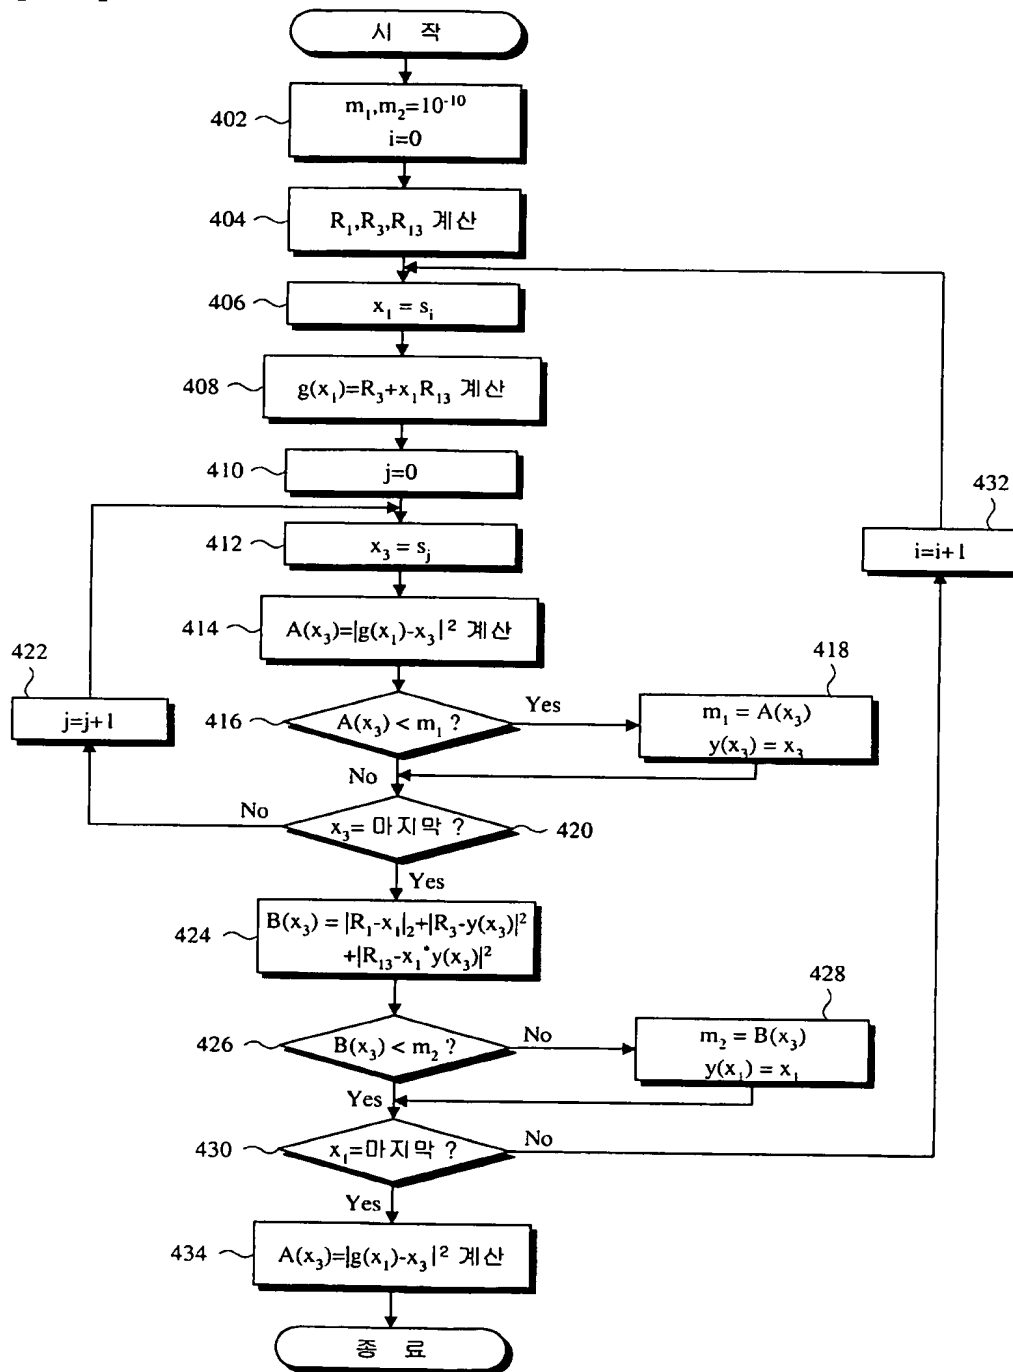 시 작
402
m₁,m₂=10⁻¹⁰
i=0
404
R₁,R₃,R₁₃ 계산
406
x₁ = sᵢ
408
g(x₁)=R₃+x₁R₁₃ 계산
410
j=0
432
i=i+1
412
x₃ = sⱼ
414
A(x₃)=|g(x₁)-x₃|² 계산
422
j=j+1
416
A(x₃) < m₁ ?
Yes
418
m₁ = A(x₃)
y(x₃) = x₃
No
No
x₃= 마지막 ?
420
Yes
424
B(x₃) = |R₁-x₁|₂+|R₃-y(x₃)|²
+|R₁₃-x₁*y(x₃)|²
426
B(x₃) < m₂ ?
No
428
m₂ = B(x₃)
y(x₁) = x₁
Yes
430
x₁=마지막 ?
No
Yes
434
A(x₃)=|g(x₁)-x₃|² 계산
종 료